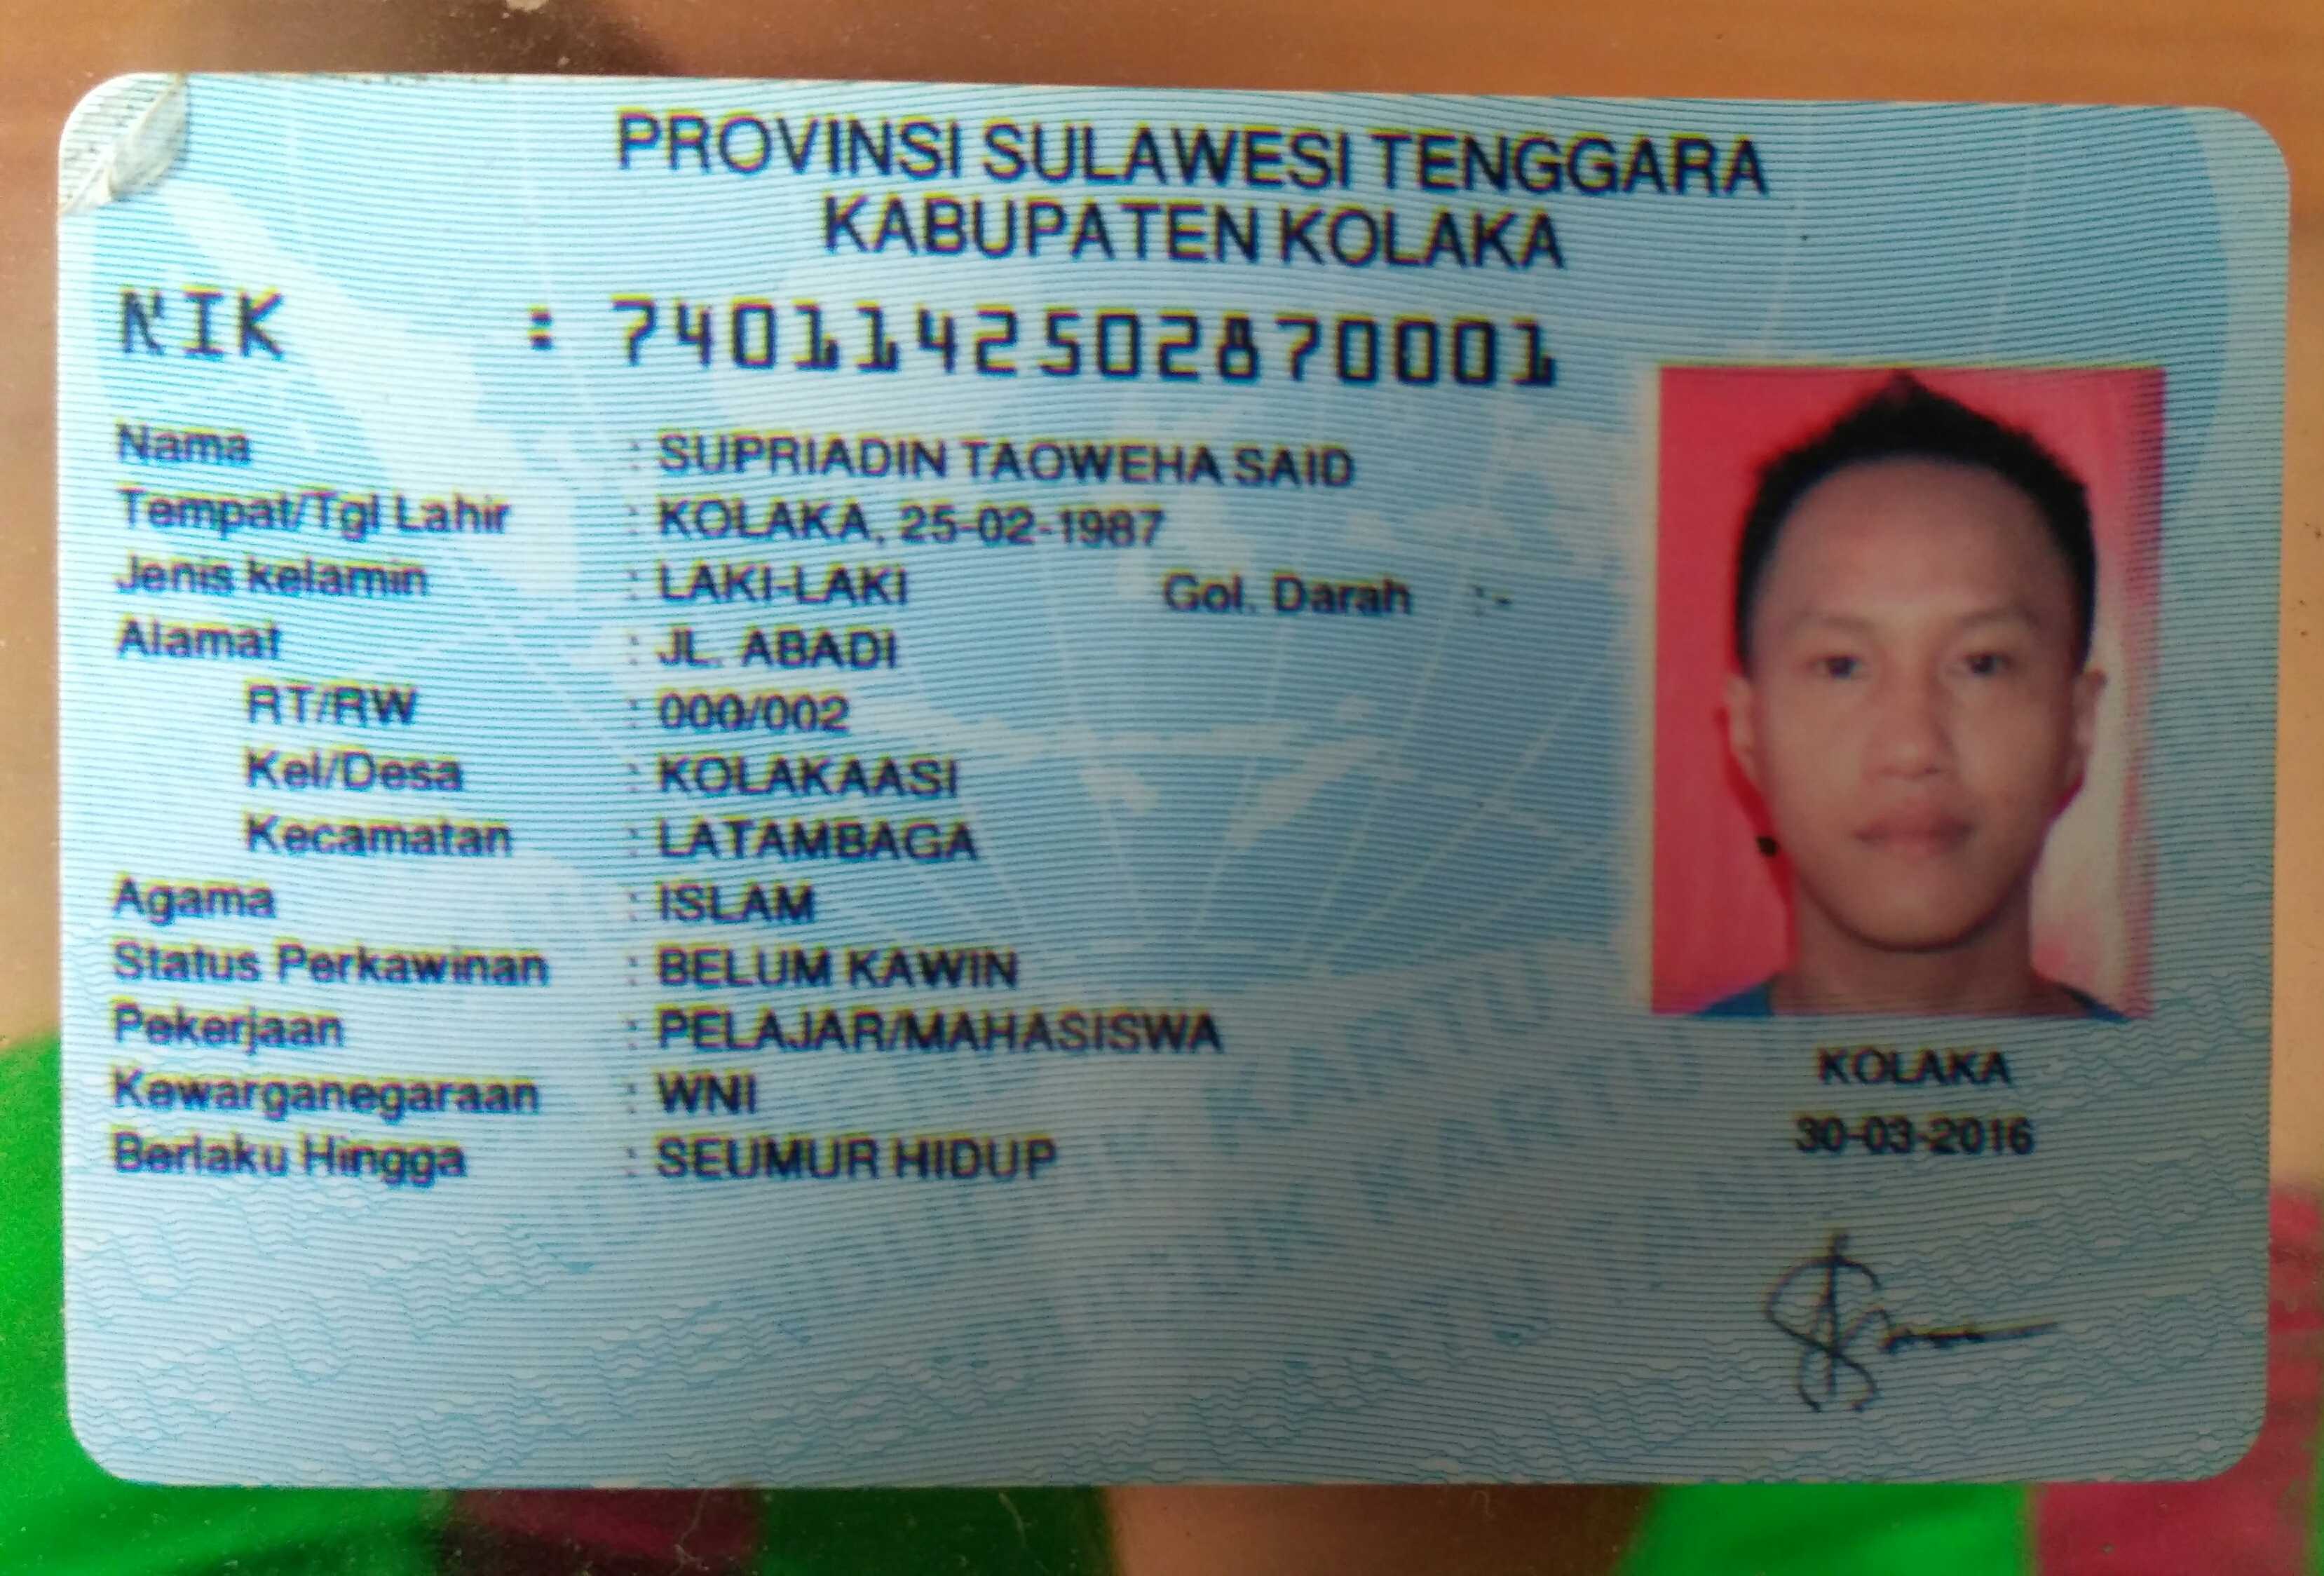 PROVINSI SULAWESI TENGGARA
KABUPATEN KOLAKA
NIK : 7401142502870001
Nama : SUPRIADIN TAOWEHA SAID
Tempat/Tgl Lahir : KOLAKA, 25-02-1987
Jenis kelamin : LAKI-LAKI Gol. Darah :-
Alamat : JL. ABADI
RT/RW : 000/002
Kel/Desa : KOLAKAASI
Kecamatan : LATAMBAGA
Agama : ISLAM
Status Perkawinan : BELUM KAWIN
Pekerjaan : PELAJAR/MAHASISWA
Kewarganegaraan : WNI
Berlaku Hingga : SEUMUR HIDUP
KOLAKA
30-03-2016